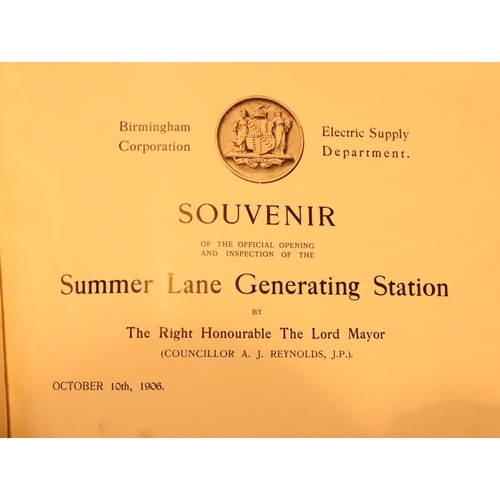 Birmingham
Corporation
Electric Supply
Department.
SOUVENIR
OF THE OFFICIAL OPENING
AND INSPECTION OF THE
Summer Lane Generating Station
BY
The Right Honourable The Lord Mayor
(COUNCILLOR A. J. REYNOLDS, J.P.).
OCTOBER 10th, 1906.